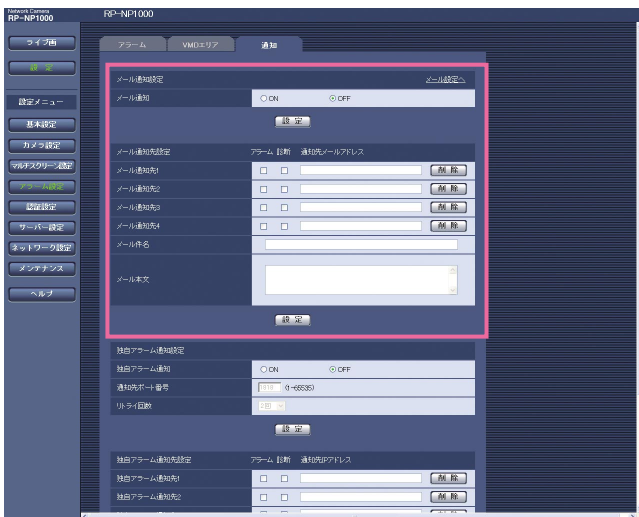 Network Camera
RP-NP1000
RP-NP1000
ライブ画
設定
設定メニュー
基本設定
カメラ設定
マルチスクリーン設定
アラーム設定
認証設定
サーバー設定
ネットワーク設定
メンテナンス
ヘルプ
アラーム VMDエリア 通知
メール通知設定 メール設定へ
メール通知 ON OFF
設定
メール通知先設定 アラーム 診断 通知先メールアドレス
メール通知先1 削除
メール通知先2 削除
メール通知先3 削除
メール通知先4 削除
メール件名
メール本文
設定
独自アラーム通知設定
独自アラーム通知 ON OFF
通知先ポート番号 1818 (1-65535)
リトライ回数 2回
設定
独自アラーム通知先設定 アラーム 診断 通知先IPアドレス
独自アラーム通知先1 削除
独自アラーム通知先2 削除